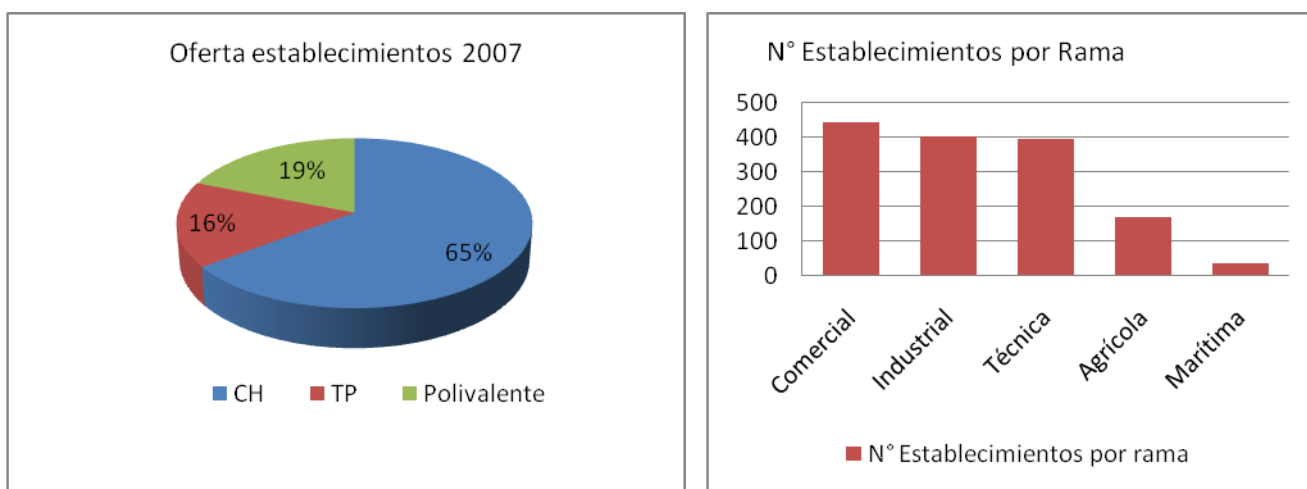 Oferta establecimientos 2007
19%
16%
65%
CH TP Polivalente
N° Establecimientos por Rama
500
400
300
200
100
0
Comercial
Industrial
Técnica
Agrícola
Marítima
N° Establecimientos por rama